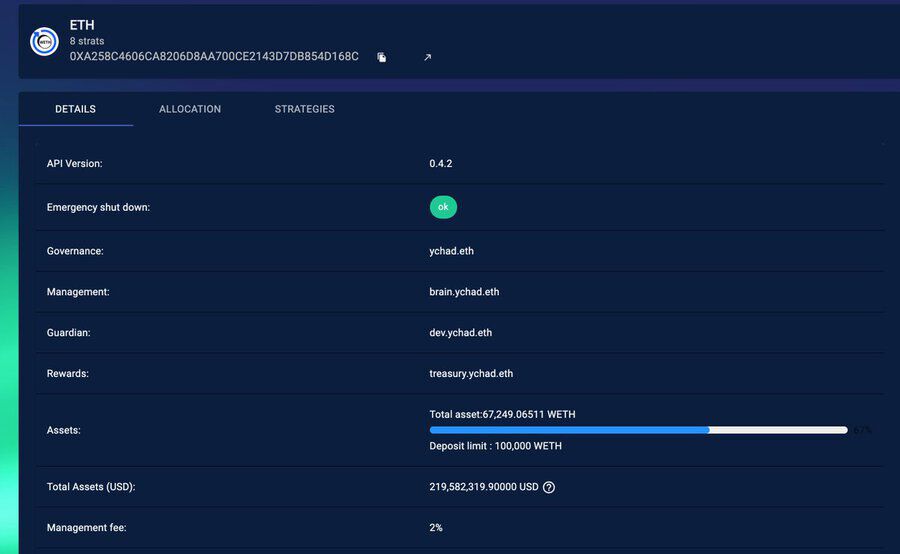 ETH
8 strats
0XA258C4606CA8206D8AA700CE2143D7DB854D168C
DETAILS ALLOCATION STRATEGIES
API Version: 0.4.2
Emergency shut down: ok
Governance: ychad.eth
Management: brain.ychad.eth
Guardian: dev.ychad.eth
Rewards: treasury.ychad.eth
Total asset:67,249.06511 WETH
Assets: 67%
Deposit limit : 100,000 WETH
Total Assets (USD): 219,582,319.90000 USD ?
Management fee: 2%